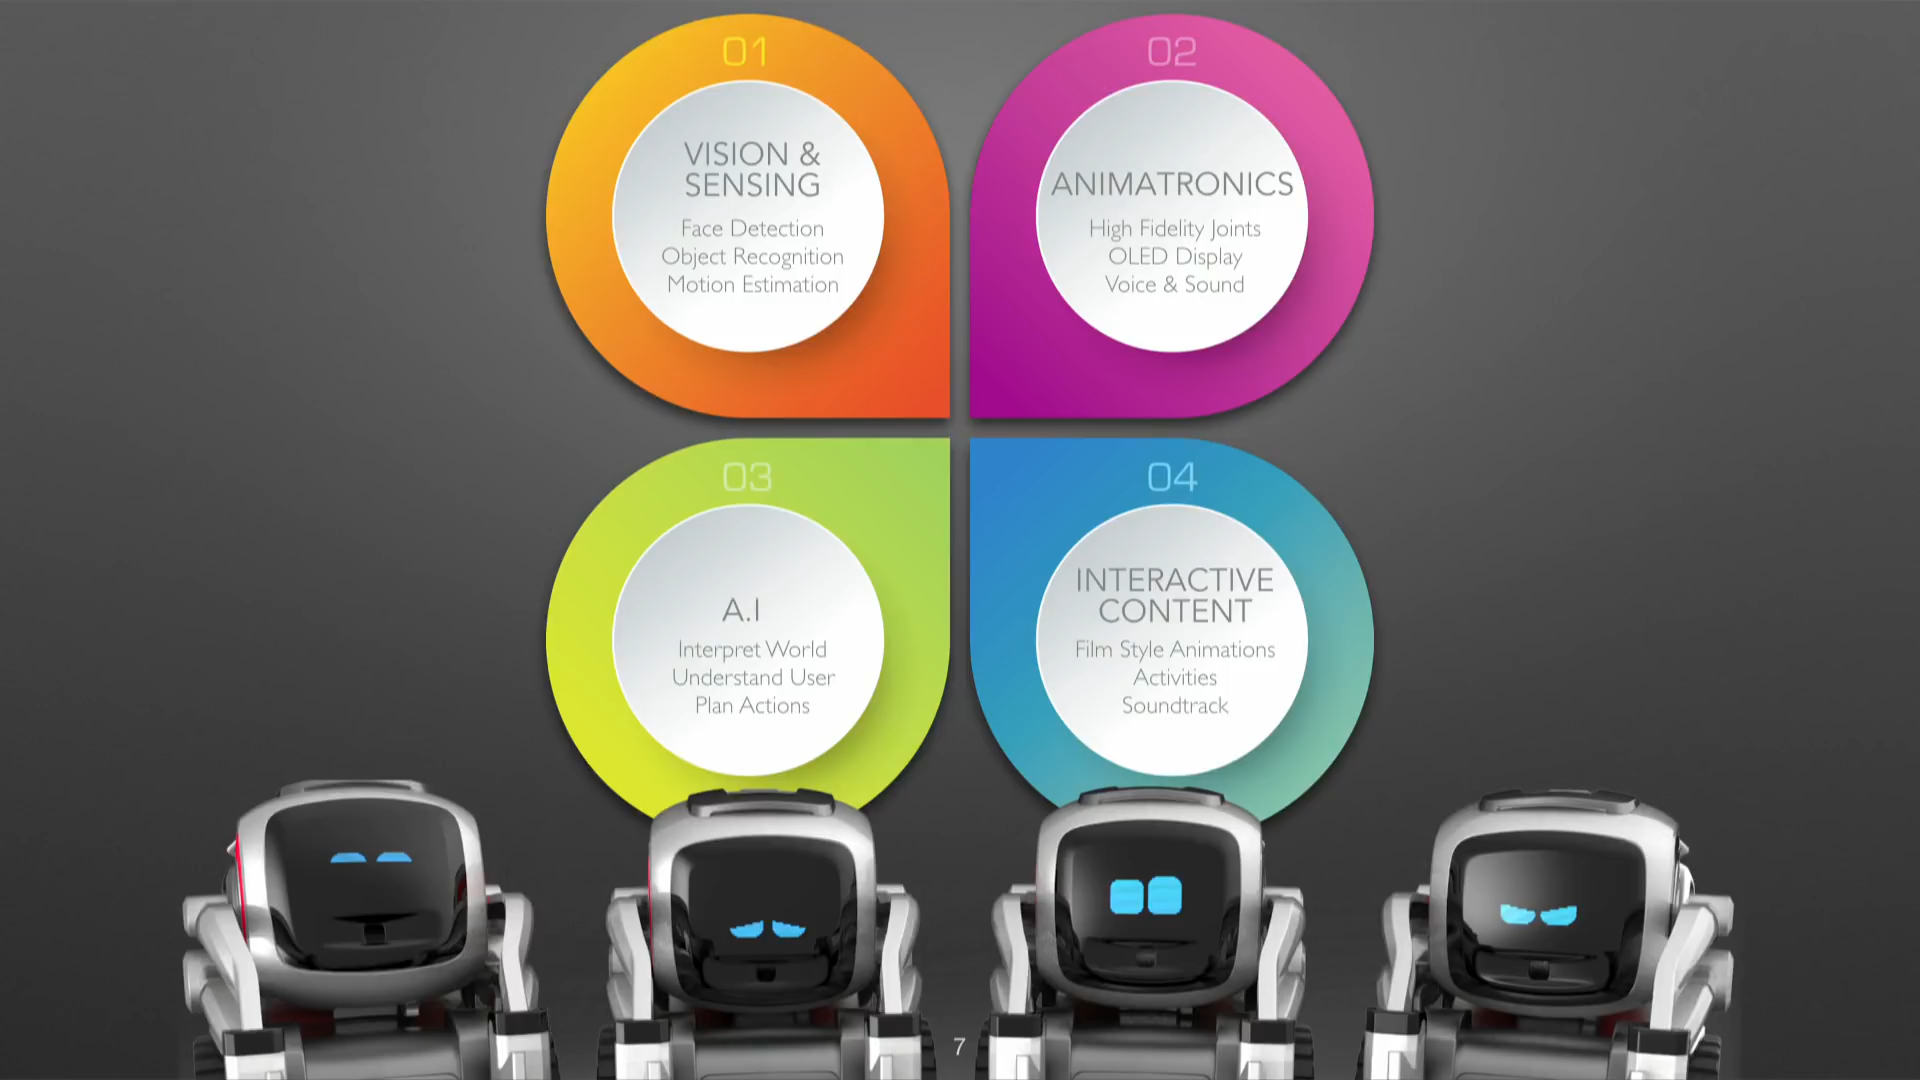 01
VISION &
SENSING
Face Detection
Object Recognition
Motion Estimation
02
ANIMATRONICS
High Fidelity Joints
OLED Display
Voice & Sound
03
A.I
Interpret World
Understand User
Plan Actions
04
INTERACTIVE
CONTENT
Film Style Animations
Activities
Soundtrack
7